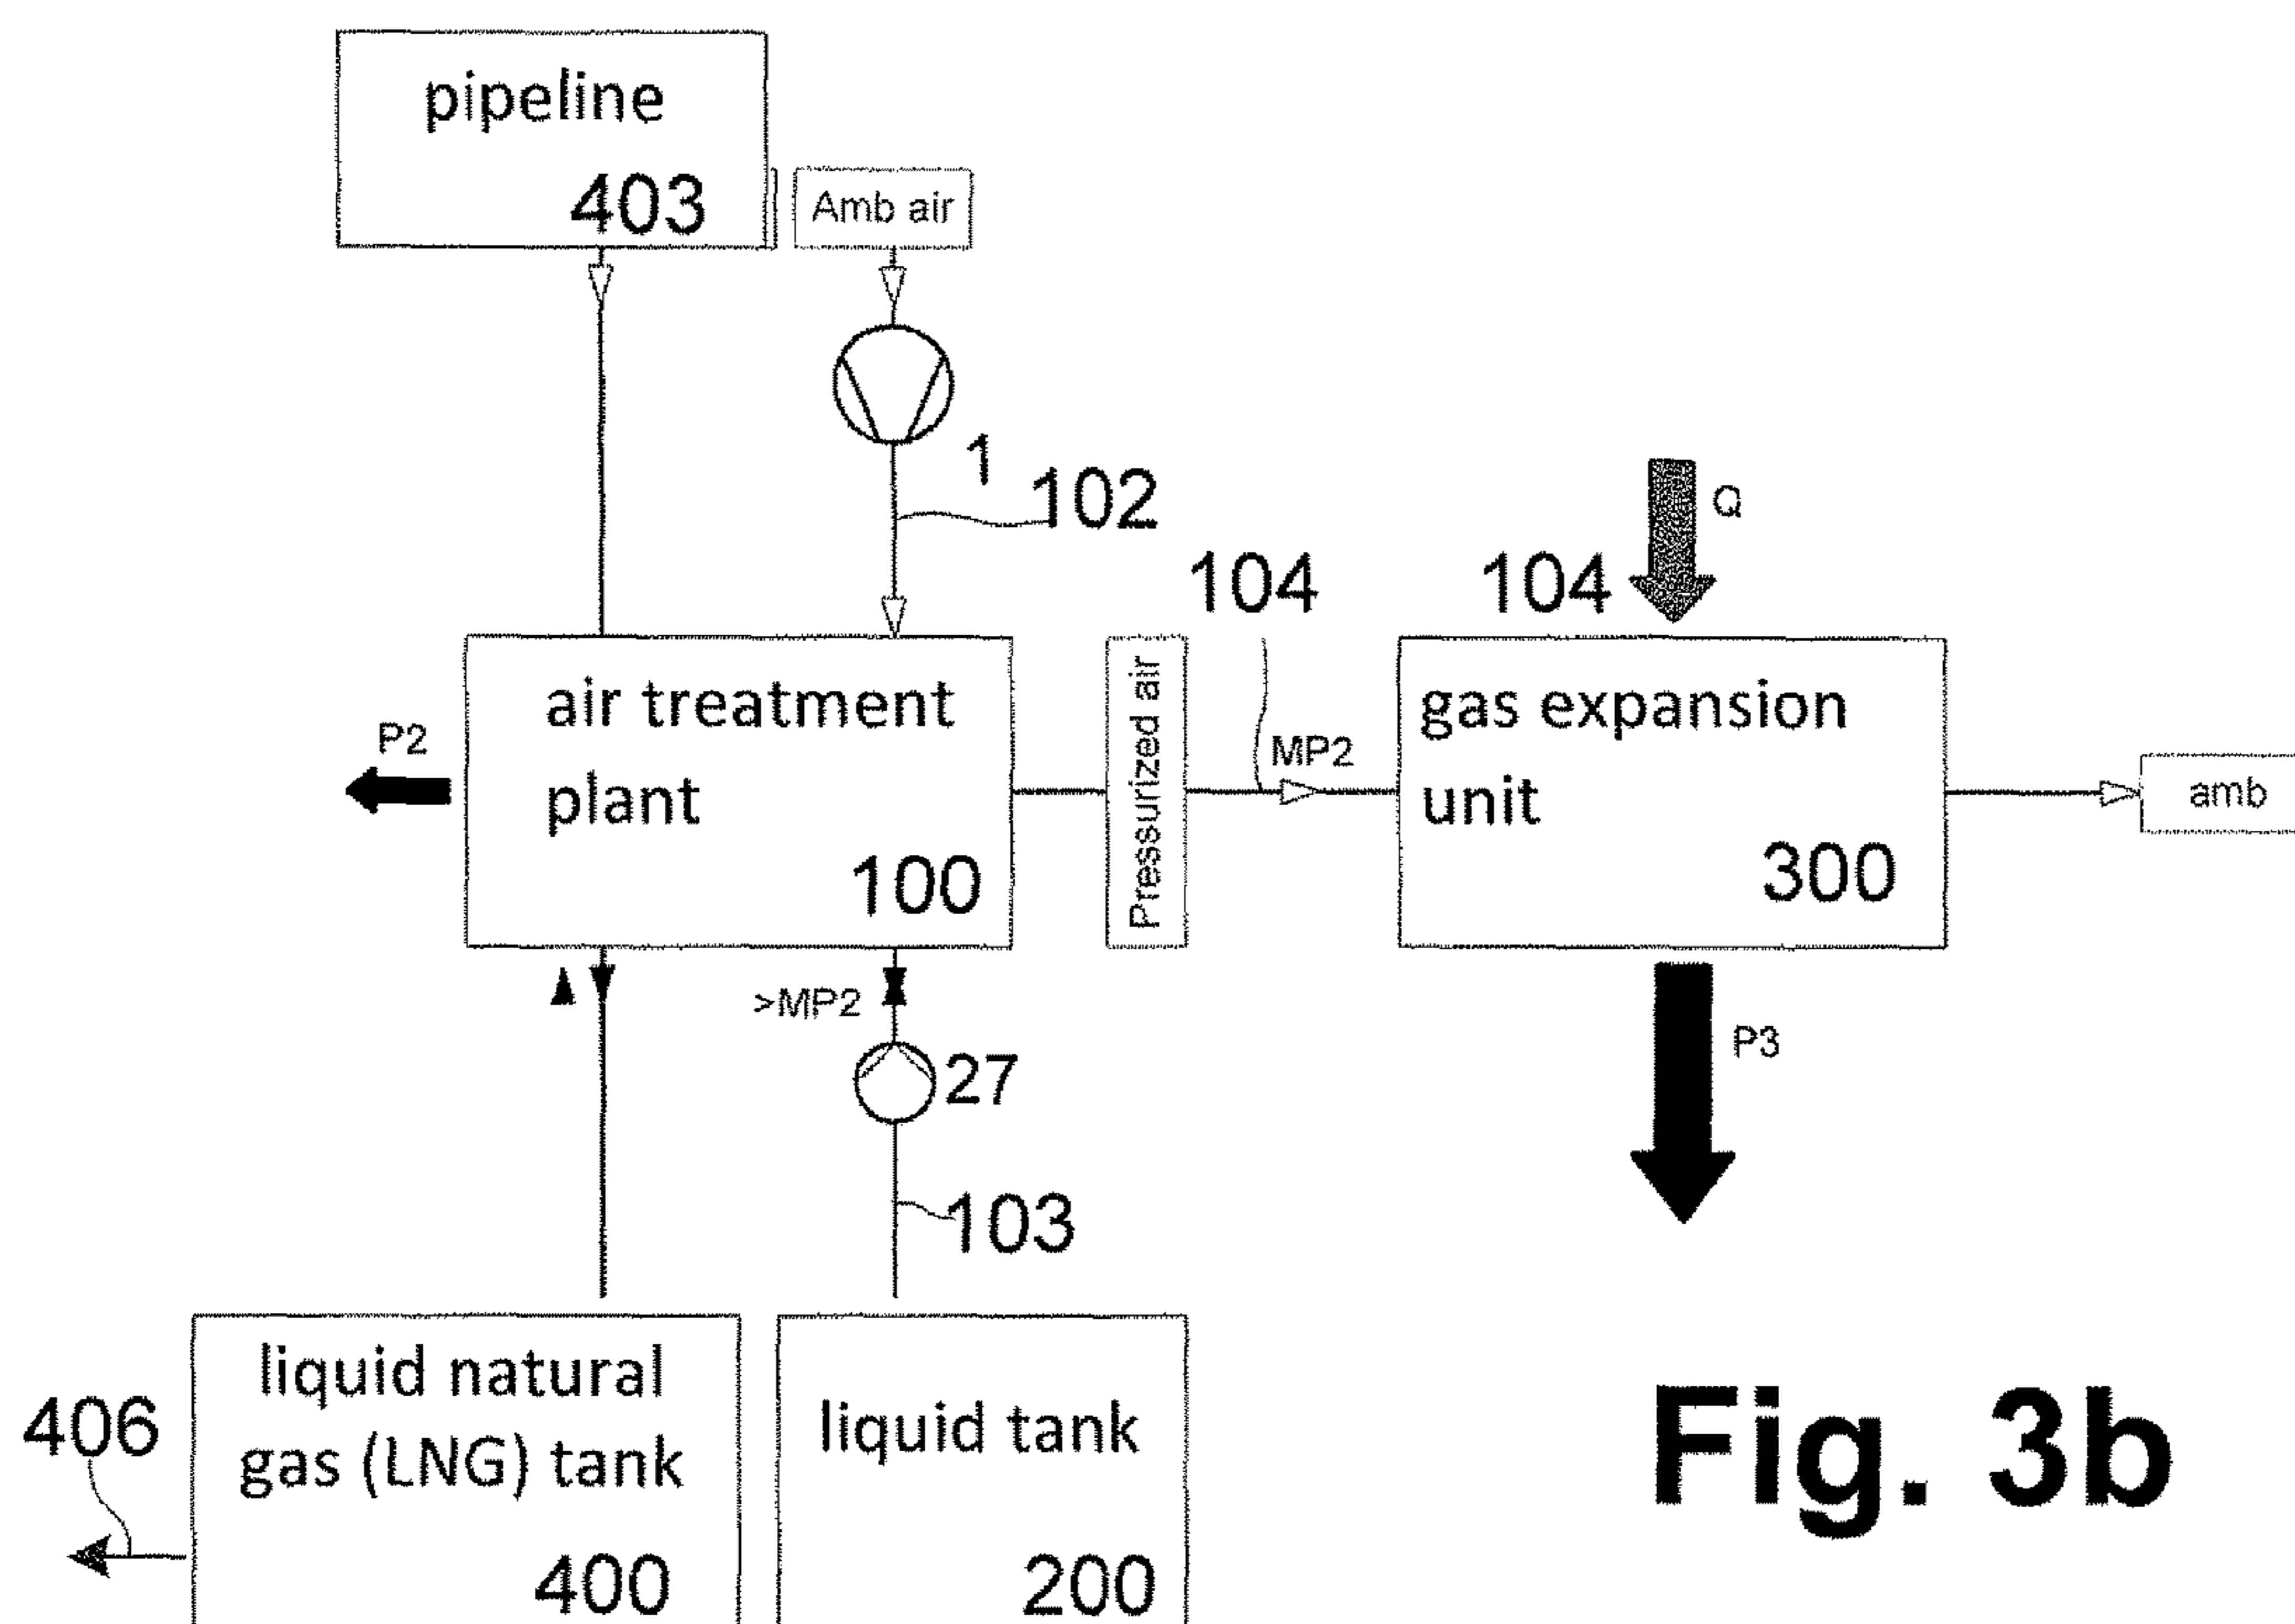 pipeline
403
Amb air
1
102
Q
104
104
air treatment
plant
100
P2
Pressurized air
MP2
gas expansion
unit
300
amb
>MP2
27
P3
103
liquid natural
gas (LNG) tank
400
406
liquid tank
200
Fig. 3b